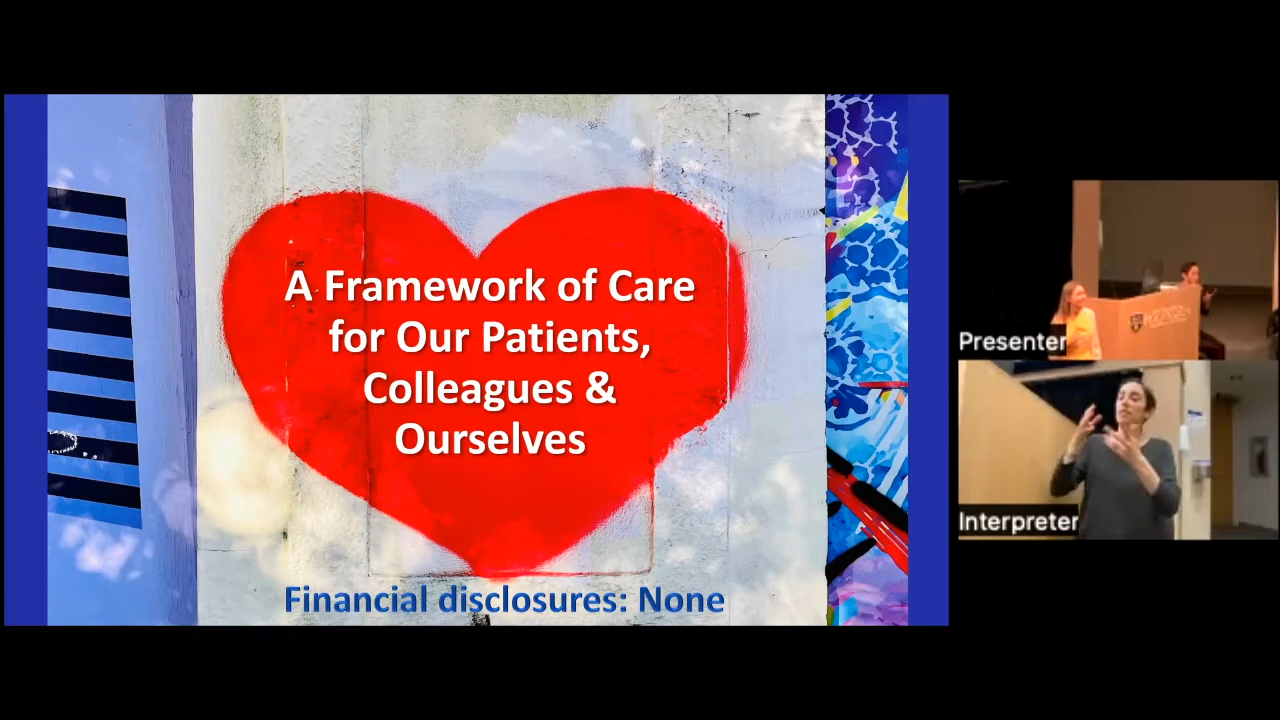 A Framework of Care
for Our Patients,
Colleagues &
Ourselves
Financial disclosures: None
Presenter
Interpreter